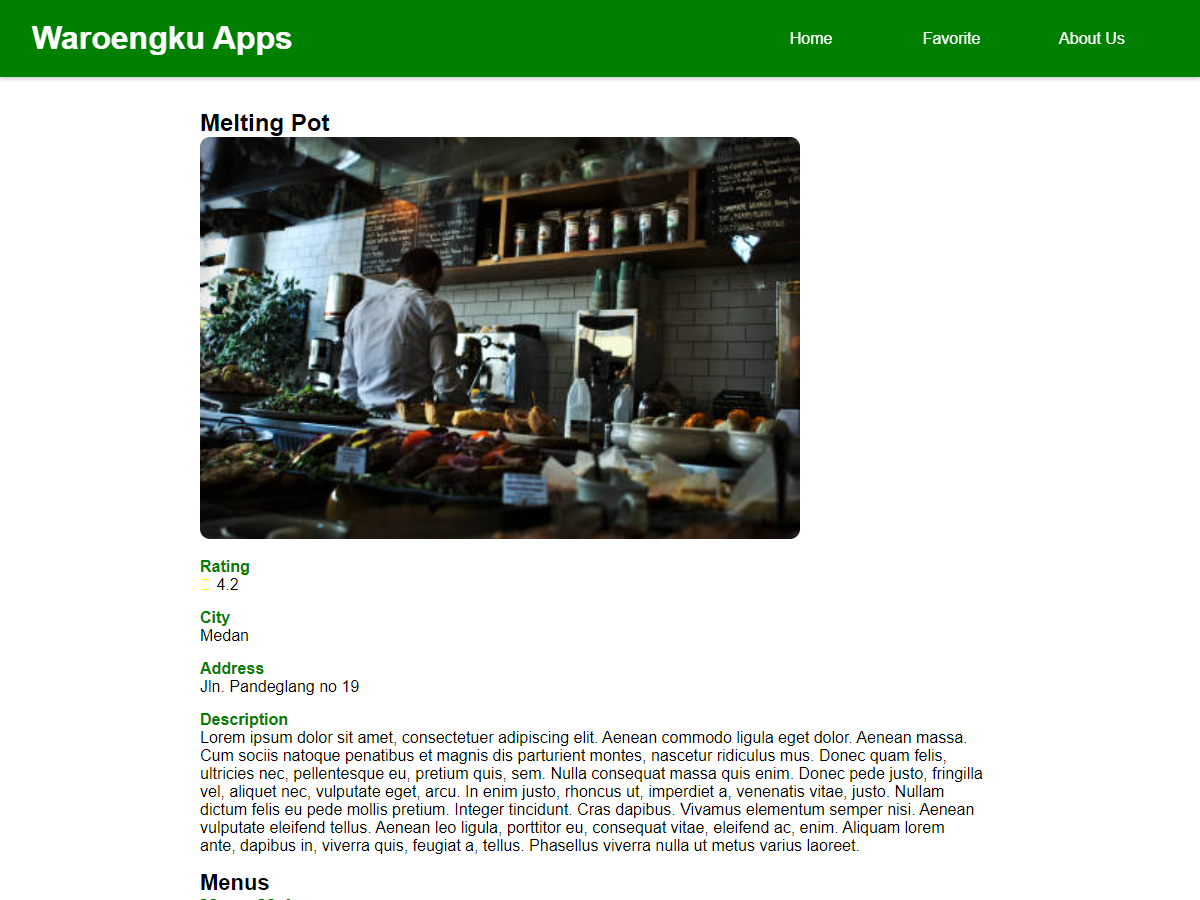 Waroengku Apps
Home
Favorite
About Us
Melting Pot
Rating
4.2
City
Medan
Address
Jln. Pandeglang no 19
Description
Lorem ipsum dolor sit amet, consectetuer adipiscing elit. Aenean commodo ligula eget dolor. Aenean massa.
Cum sociis natoque penatibus et magnis dis parturient montes, nascetur ridiculus mus. Donec quam felis,
ultricies nec, pellentesque eu, pretium quis, sem. Nulla consequat massa quis enim. Donec pede justo, fringilla
vel, aliquet nec, vulputate eget, arcu. In enim justo, rhoncus ut, imperdiet a, venenatis vitae, justo. Nullam
dictum felis eu pede mollis pretium. Integer tincidunt. Cras dapibus. Vivamus elementum semper nisi. Aenean
vulputate eleifend tellus. Aenean leo ligula, porttitor eu, consequat vitae, eleifend ac, enim. Aliquam lorem
ante, dapibus in, viverra quis, feugiat a, tellus. Phasellus viverra nulla ut metus varius laoreet.
Menus